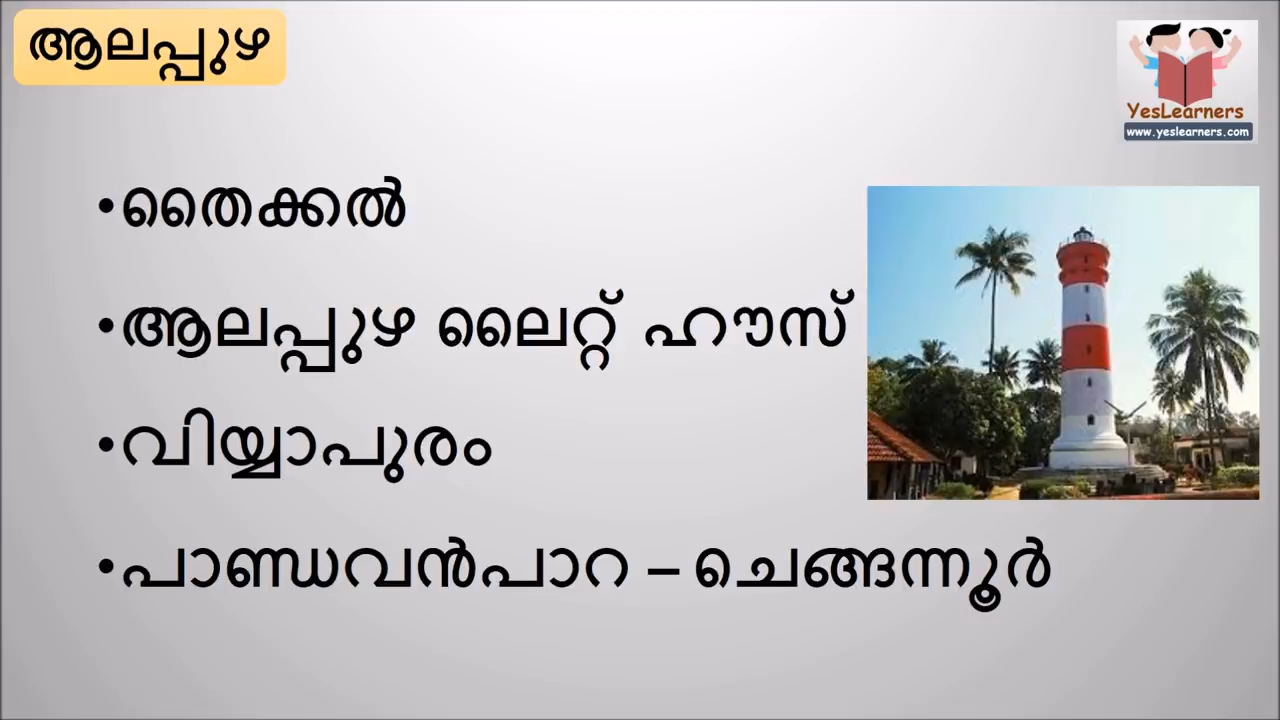 ആലപ്പുഴ
YesLearners
www.yeslearners.com
•തൈക്കൽ
•ആലപ്പുഴ ലൈറ്റ് ഹൗസ്
•വിയ്യാപുരം
•പാണ്ഡവൻപാറ – ചെങ്ങന്നൂർ